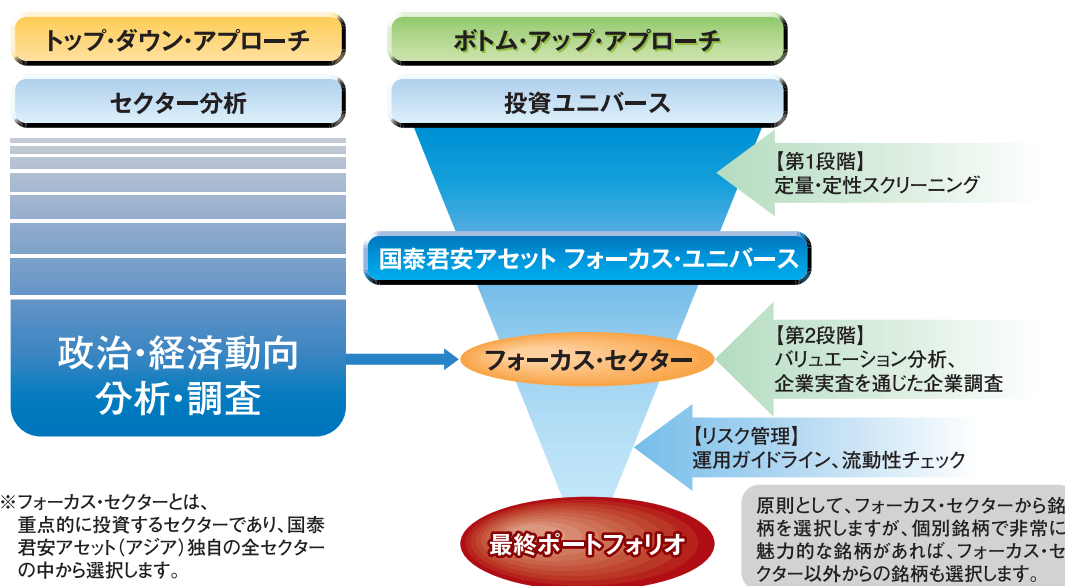 トップ・ダウン・アプローチ
セクター分析
政治・経済動向
分析・調査
ボトム・アップ・アプローチ
投資ユニバース
【第1段階】
定量・定性スクリーニング
国泰君安アセット フォーカス・ユニバース
フォーカス・セクター
【第2段階】
バリュエーション分析、
企業実査を通じた企業調査
【リスク管理】
運用ガイドライン、流動性チェック
最終ポートフォリオ
※フォーカス・セクターとは、
重点的に投資するセクターであり、国泰
君安アセット(アジア)独自の全セクター
の中から選択します。
原則として、フォーカス・セクターから銘
柄を選択しますが、個別銘柄で非常に
魅力的な銘柄があれば、フォーカス・セ
クター以外からの銘柄も選択します。